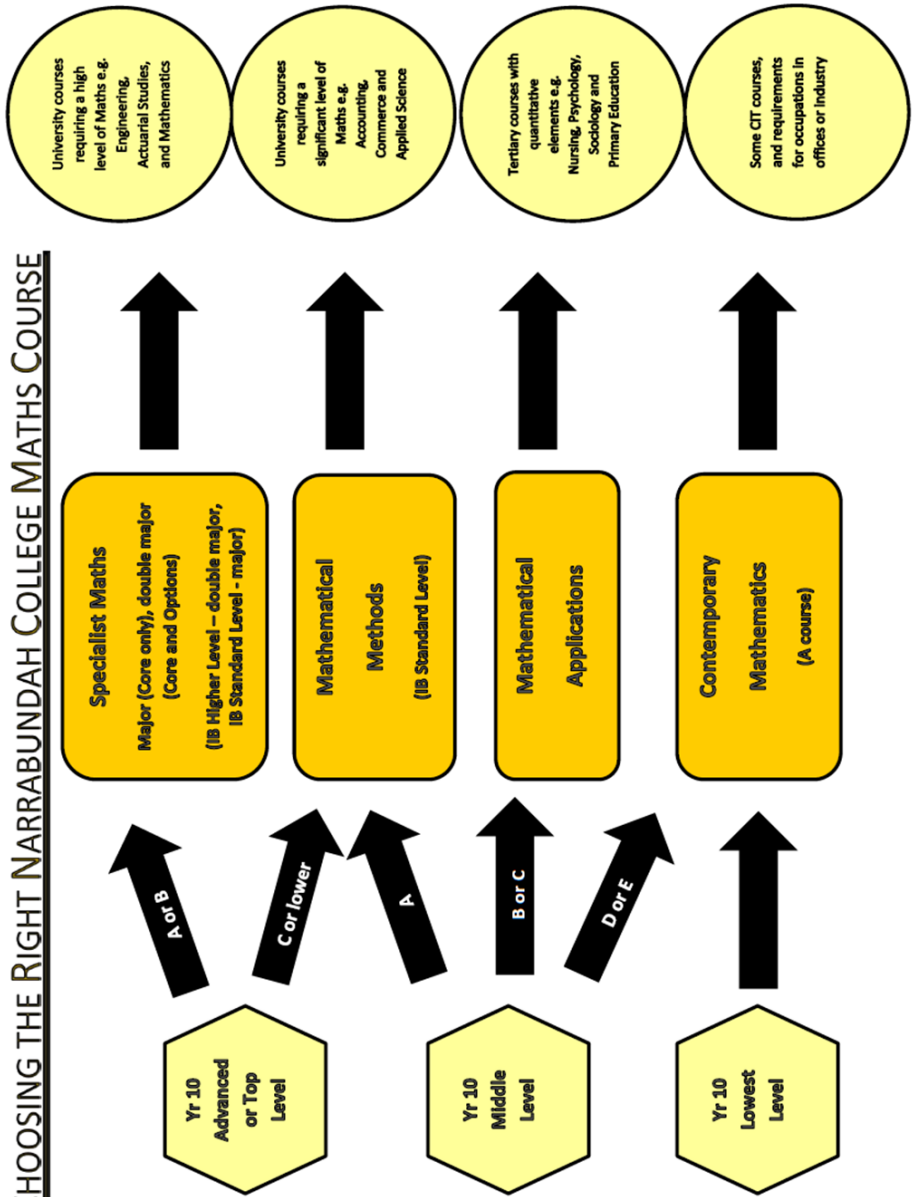 HOOSING THE RIGHT NARRABUNDAH COLLEGE MATHS COURSE
Yr 10
Advanced
or Top
Level
A or B
C or lower
Specialist Maths
Major (Core only), double major
(Core and Options)
(IB Higher Level – double major,
IB Standard Level - major)
University courses
requiring a high
level of Maths e.g.
Engineering,
Actuarial Studies,
and Mathematics
Mathematical
Methods
(IB Standard Level)
University courses
requiring a
significant level of
Maths e.g.
Accounting,
Commerce and
Applied Science
Yr 10
Middle
Level
A
B or C
D or E
Mathematical
Applications
Tertiary courses with
quantitative
elements e.g.
Nursing, Psychology,
Sociology and
Primary Education
Yr 10
Lowest
Level
Contemporary
Mathematics
(A course)
Some CIT courses,
and requirements
for occupations in
offices or Industry